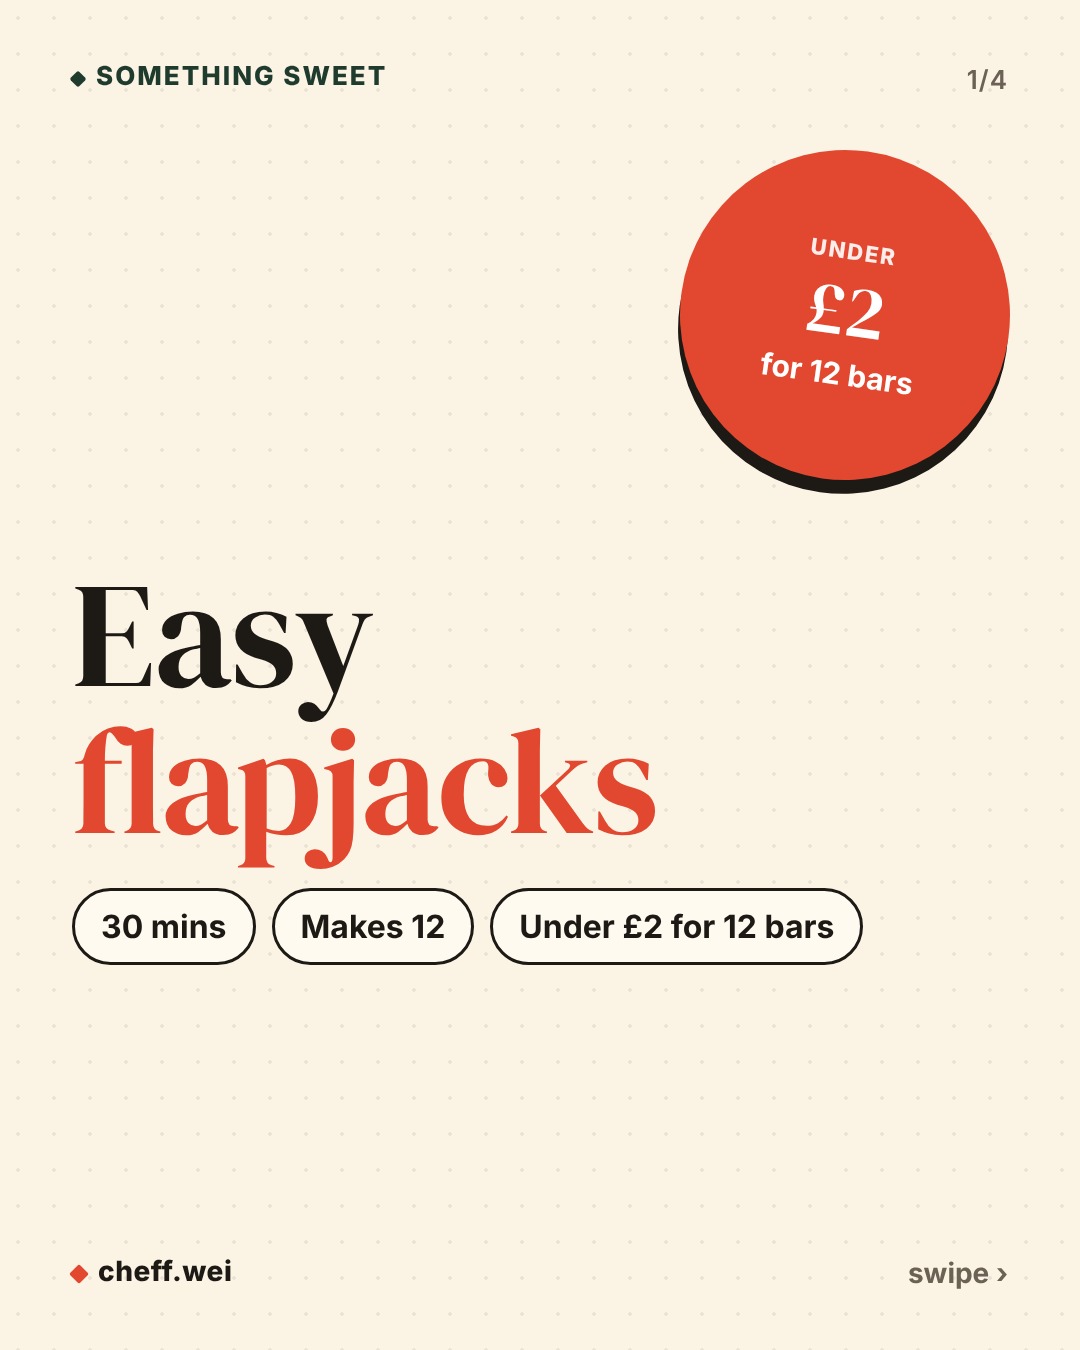 SOMETHING SWEET
1/4
UNDER
£2
for 12 bars
Easy
flapjacks
30 mins
Makes 12
Under £2 for 12 bars
cheff.wei
swipe ›